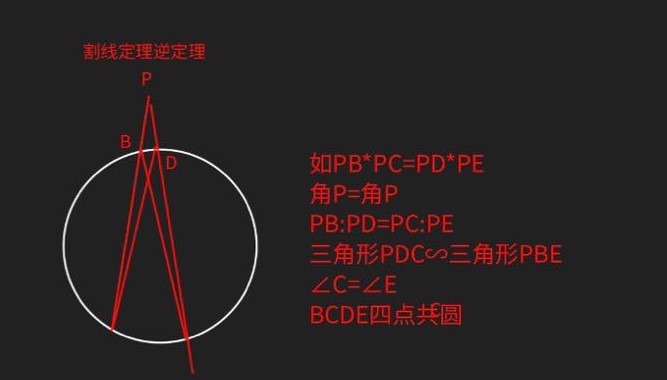 割线定理逆定理
P
B
D
如PB*PC=PD*PE
角P=角P
PB:PD=PC:PE
三角形PDC∽三角形PBE
∠C=∠E
BCDE四点共圆